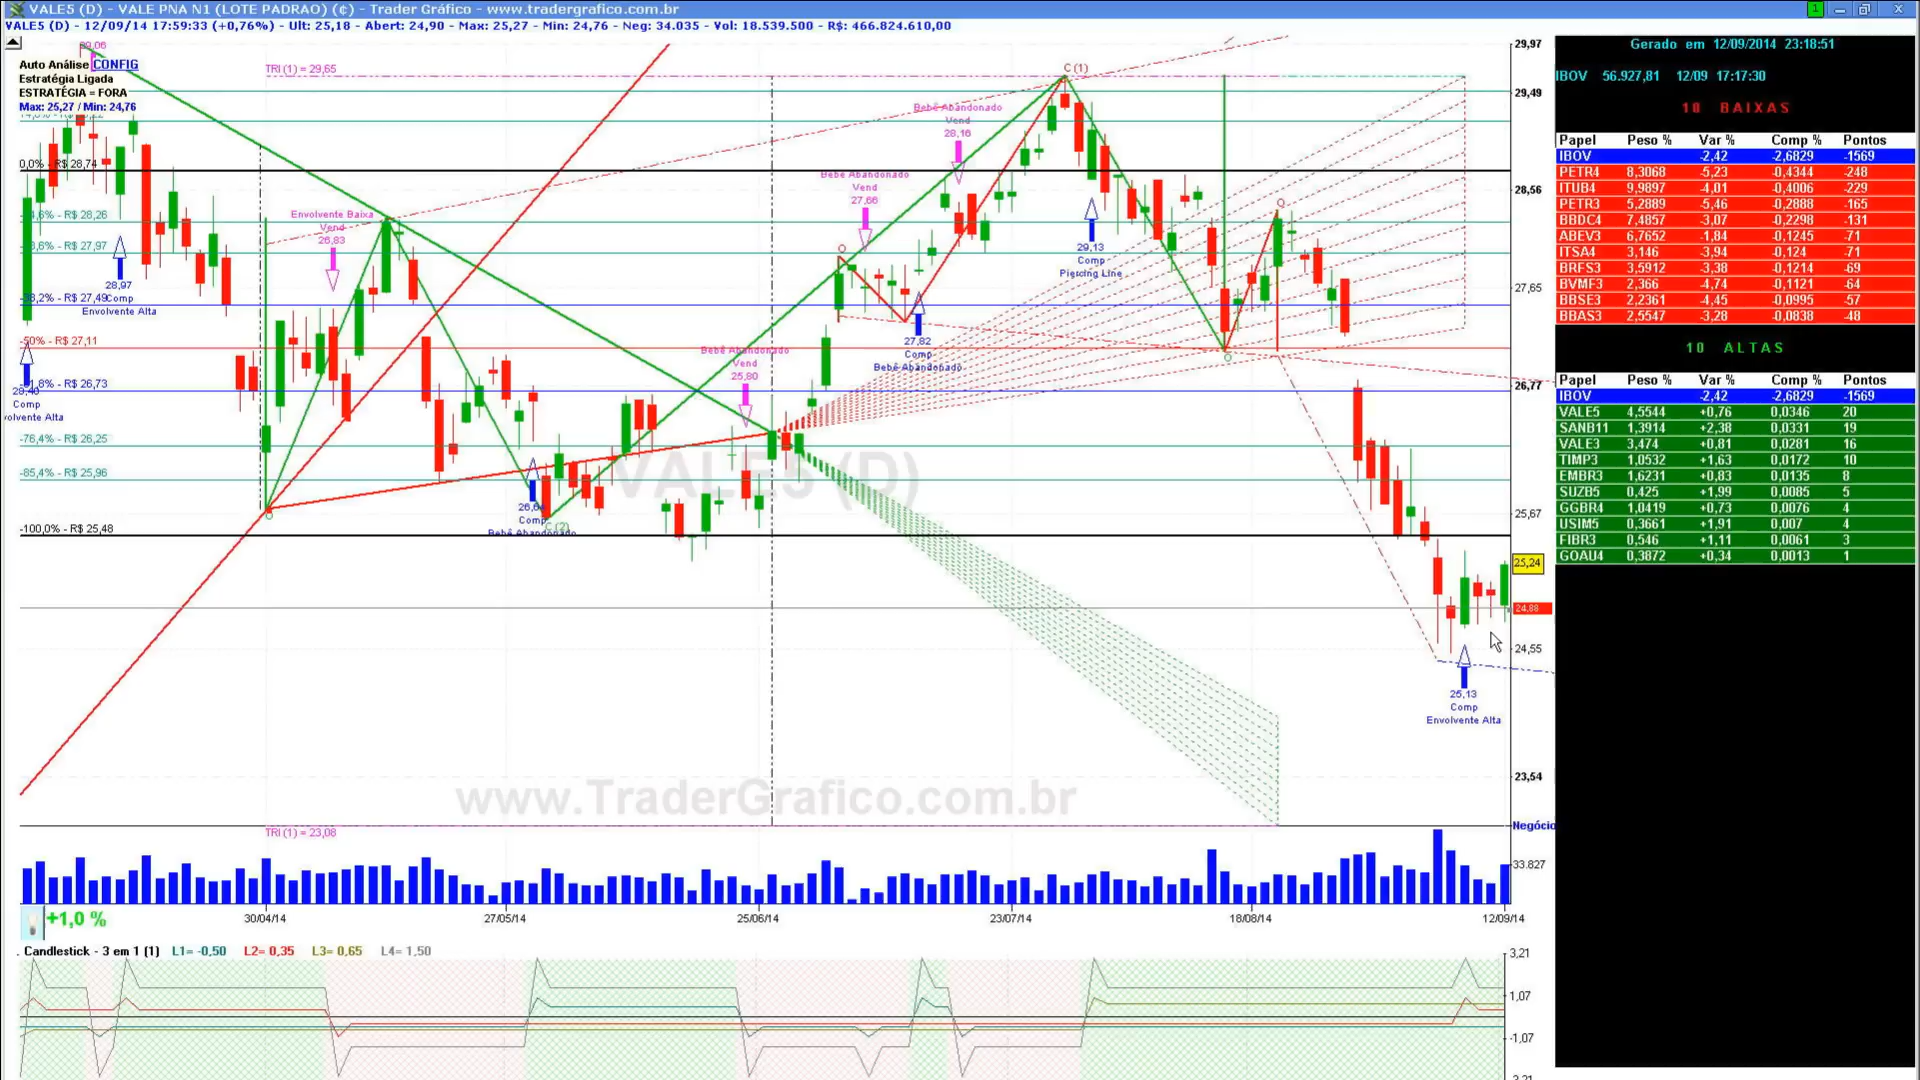 VALE5 (D) - VALE PNA N1 (LOTE PADRAO) (¢) - Trader Gráfico - www.tradergrafico.com.br
VALE5 (D) - 12/09/14 17:59:33 (+0,76%) - Ult: 25,18 - Abert: 24,90 - Max: 25,27 - Min: 24,76 - Neg: 34.035 - Vol: 18.539.500 - R$: 466.824.610,00
Auto Análise CONFIG
Estratégia Ligada
ESTRATÉGIA = FORA
Max: 25,27 / Min: 24,76
TRI (1) = 29,65
0,0% - R$ 28,74
R$ 28,26
R$ 27,97
R$ 27,49
-50% - R$ 27,11
R$ 26,73
-76,4% - R$ 26,25
-85,4% - R$ 25,96
-100,0% - R$ 25,48
28,97
Comp
Envolvente Alta
Comp
Envolvente Baixa
Vend
26,83
Comp
Bebê Abandonado
C (2)
Bebê Abandonado
Vend
25,80
Bebê Abandonado
Vend
27,66
Bebê Abandonado
Vend
28,16
27,82
Comp
Bebê Abandonado
C (1)
29,13
Comp
Piercing Line
25,13
Comp
Envolvente Alta
VALE5 (D)
www.TraderGrafico.com.br
TRI (1) = 23,08
29,97
29,49
28,56
27,65
26,77
25,67
25,24
24,88
24,55
23,54
Negócio
33.827
+1,0 %
30/04/14
27/05/14
25/06/14
23/07/14
18/08/14
12/09/14
Candlestick - 3 em 1 (1) L1= -0,50 L2= 0,35 L3= 0,65 L4= 1,50
3,21
1,07
-1,07
1
Gerado em 12/09/2014 23:18:51
IBOV 56.927,81 12/09 17:17:30
10 BAIXAS
Papel Peso % Var % Comp % Pontos
IBOV -2,42 -2,6829 -1569
PETR4 8,3068 -5,23 -0,4344 -248
ITUB4 9,9897 -4,01 -0,4006 -229
PETR3 5,2889 -5,46 -0,2888 -165
BBDC4 7,4857 -3,07 -0,2298 -131
ABEV3 6,7652 -1,84 -0,1245 -71
ITSA4 3,146 -3,94 -0,124 -71
BRFS3 3,5912 -3,38 -0,1214 -69
BVMF3 2,366 -4,74 -0,1121 -64
BBSE3 2,2361 -4,45 -0,0995 -57
BBAS3 2,5547 -3,28 -0,0838 -48
10 ALTAS
Papel Peso % Var % Comp % Pontos
IBOV -2,42 -2,6829 -1569
VALE5 4,5544 +0,76 0,0346 20
SANB11 1,3914 +2,38 0,0331 19
VALE3 3,474 +0,81 0,0281 16
TIMP3 1,0532 +1,63 0,0172 10
EMBR3 1,6231 +0,83 0,0135 8
SUZB5 0,425 +1,99 0,0085 5
GGBR4 1,0419 +0,73 0,0076 4
USIM5 0,3661 +1,91 0,007 4
FIBR3 0,546 +1,11 0,0061 3
GOAU4 0,3872 +0,34 0,0013 1